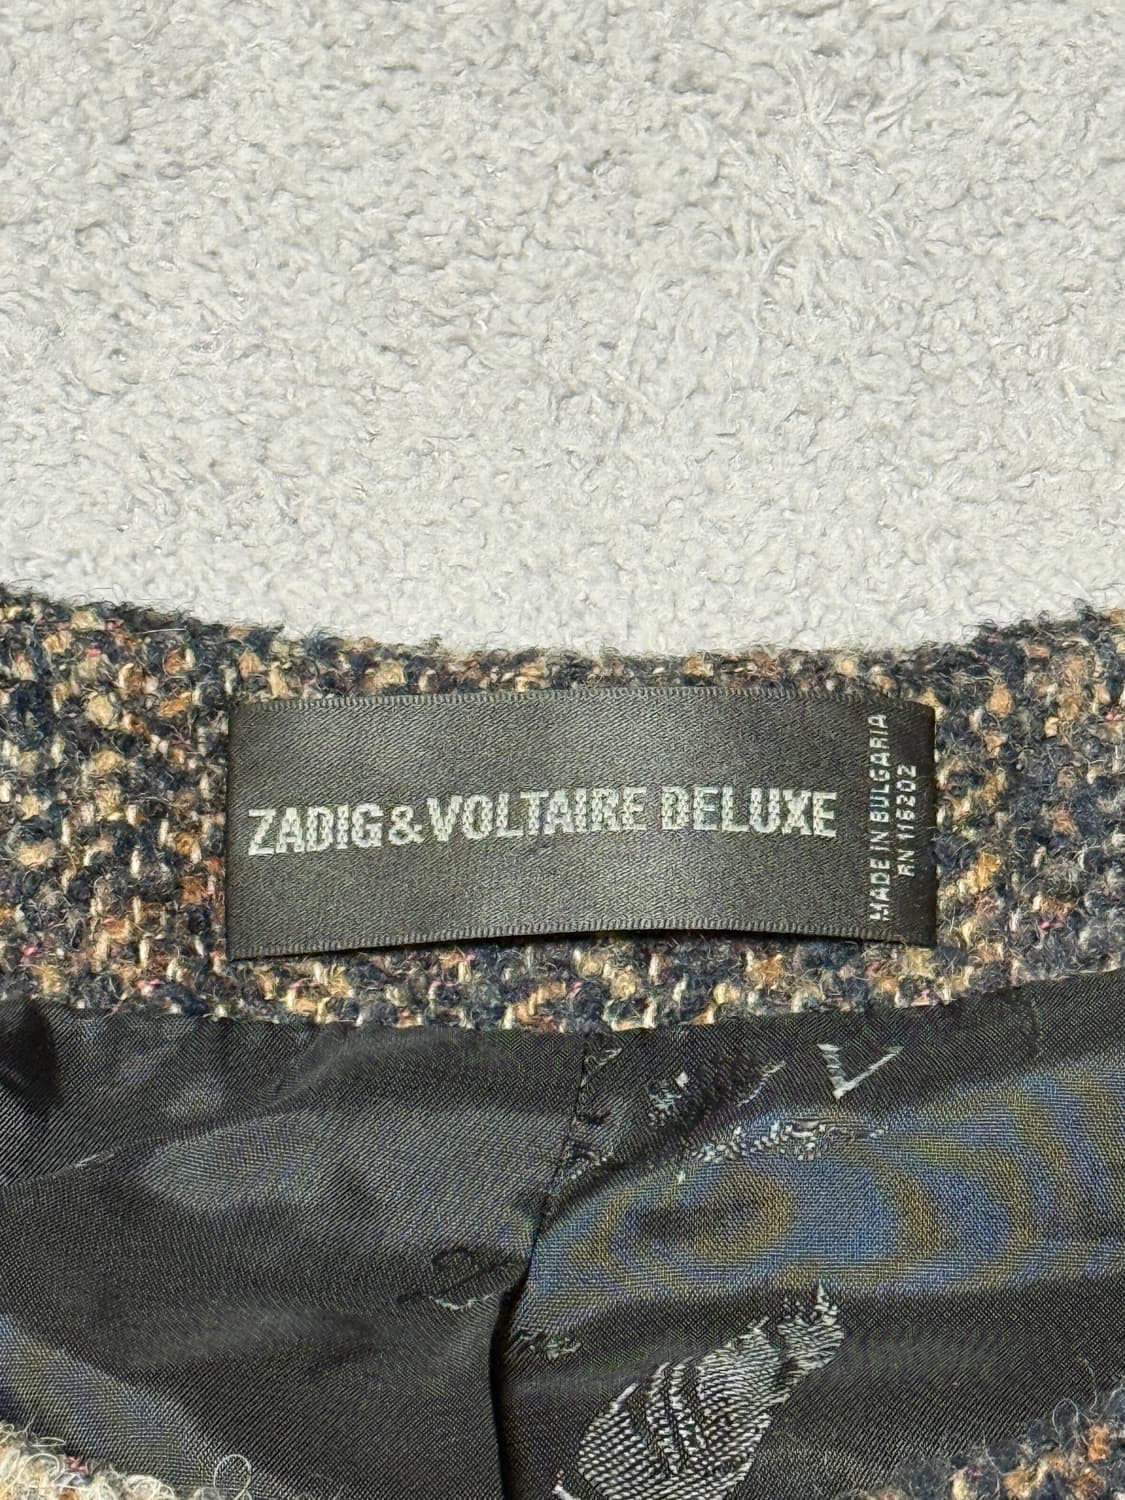 ZADIG&VOLTAIRE DELUXE
MADE IN BULGARIA
RN 116202